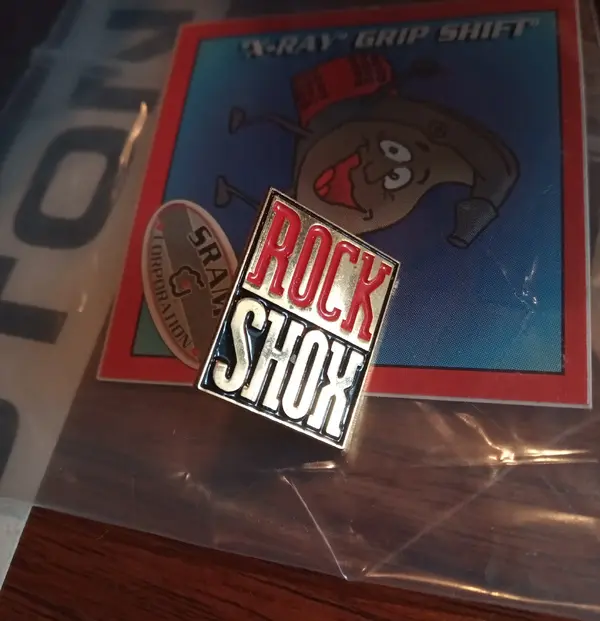 "X-RAY" GRIP SHIFT®
SRAM
CORPORATION
ROCK
SHOX